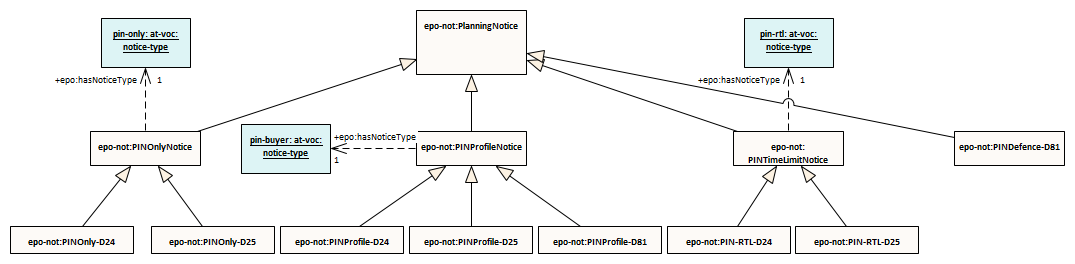 pin-only: at-voc:
notice-type
epo-not:PlanningNotice
pin-rtl: at-voc:
notice-type
+epo:hasNoticeType
1
+epo:hasNoticeType
1
pin-buyer: at-voc:
notice-type
+epo:hasNoticeType
1
epo-not:PINOnlyNotice
epo-not:PINProfileNotice
epo-not:
PINTimeLimitNotice
epo-not:PINDefence-D81
epo-not:PINOnly-D24
epo-not:PINOnly-D25
epo-not:PINProfile-D24
epo-not:PINProfile-D25
epo-not:PINProfile-D81
epo-not:PIN-RTL-D24
epo-not:PIN-RTL-D25